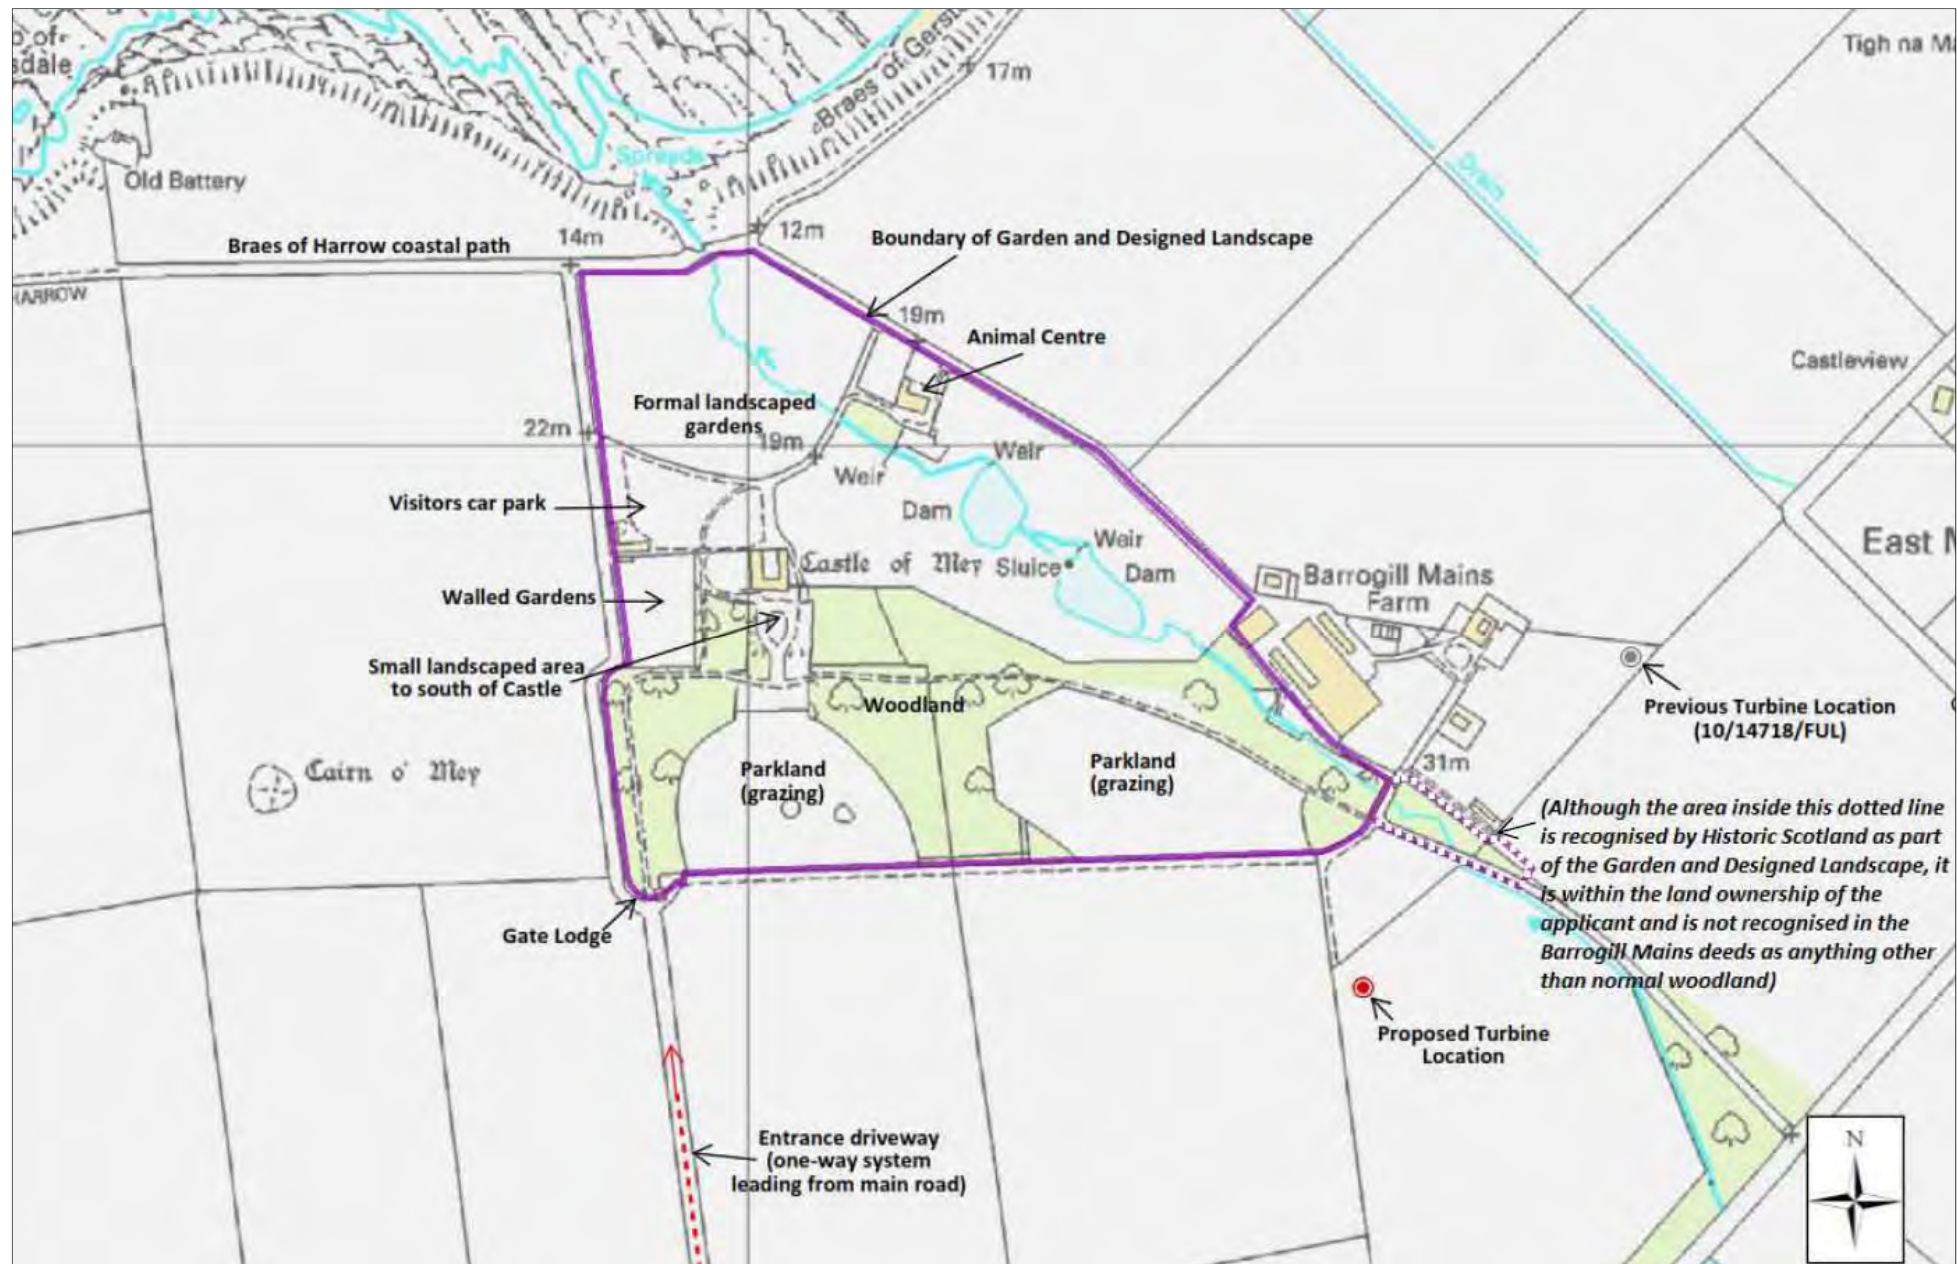 p of
sdale
Old Battery
Spreads
Braes of Gers
17m
Tigh na M
Drain
Braes of Harrow coastal path
14m
12m
Boundary of Garden and Designed Landscape
HARROW
19m
Animal Centre
Castleview
Formal landscaped
gardens
22m
19m
Weir
Weir
Visitors car park
Dam
Weir
East M
Castle of Mey
Sluice
Dam
Barrogill Mains
Farm
Walled Gardens
Small landscaped area
to south of Castle
Woodland
Previous Turbine Location
(10/14718/FUL)
Cairn o' Mey
Parkland
(grazing)
Parkland
(grazing)
31m
(Although the area inside this dotted line
is recognised by Historic Scotland as part
of the Garden and Designed Landscape, it
is within the land ownership of the
applicant and is not recognised in the
Barrogill Mains deeds as anything other
than normal woodland)
Gate Lodge
Proposed Turbine
Location
Entrance driveway
(one-way system
leading from main road)
N